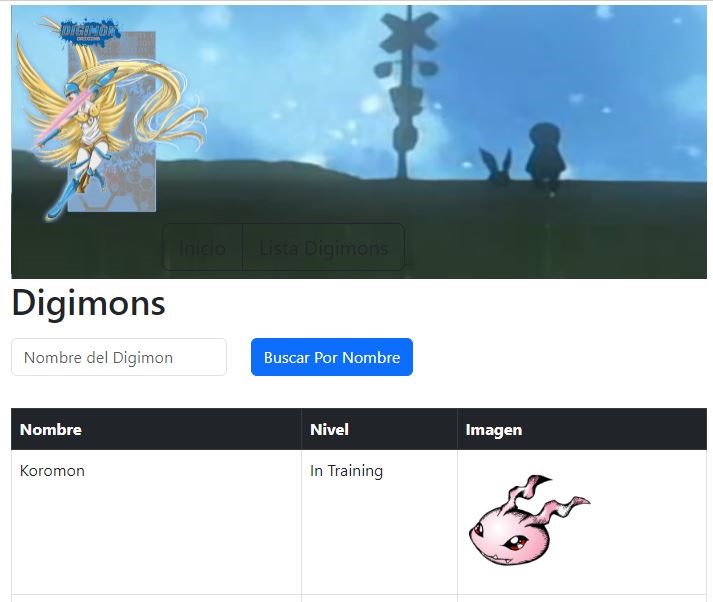 DIGIMON
Inicio Lista Digimons
Digimons
Nombre del Digimon Buscar Por Nombre
Nombre Nivel Imagen
Koromon In Training